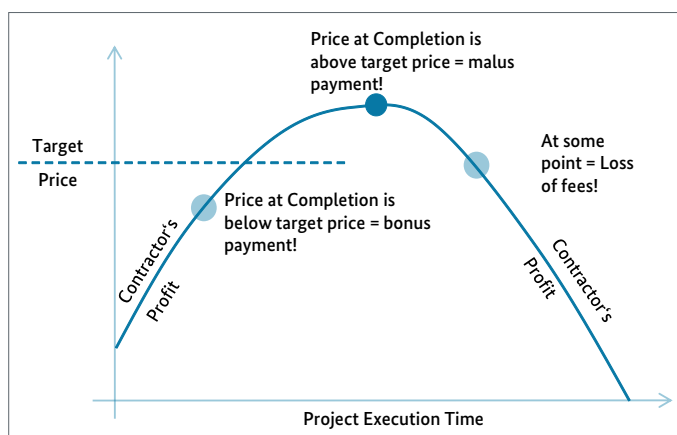 Price at Completion is
above target price = malus
payment!
Target
Price
At some
point = Loss
of fees!
Price at Completion is
below target price = bonus
payment!
Contractor‘s
Profit
Contractor‘s
Profit
Project Execution Time